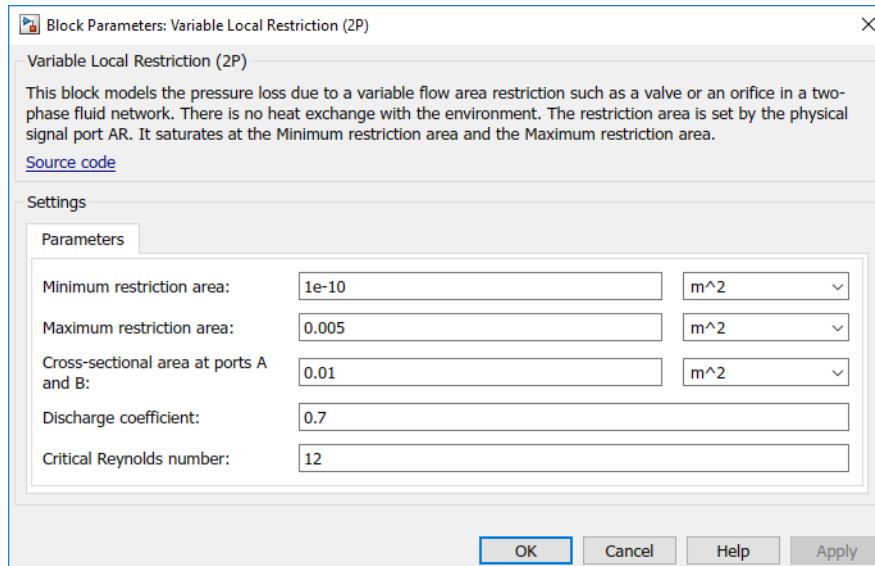 Block Parameters: Variable Local Restriction (2P)
Variable Local Restriction (2P)
This block models the pressure loss due to a variable flow area restriction such as a valve or an orifice in a two-
phase fluid network. There is no heat exchange with the environment. The restriction area is set by the physical
signal port AR. It saturates at the Minimum restriction area and the Maximum restriction area.
Source code
Settings
Parameters
Minimum restriction area: 1e-10 m^2
Maximum restriction area: 0.005 m^2
Cross-sectional area at ports A
and B: 0.01 m^2
Discharge coefficient: 0.7
Critical Reynolds number: 12
OK Cancel Help Apply